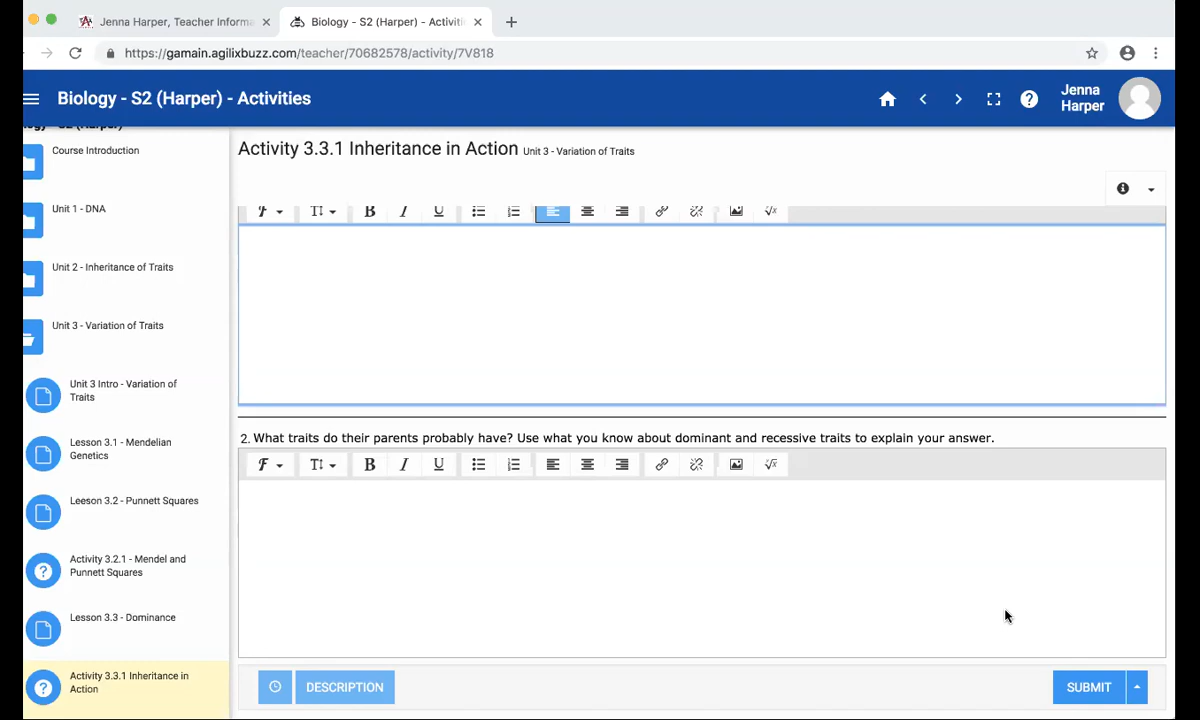 Jenna Harper, Teacher Informa
Biology - S2 (Harper) - Activiti
https://gamain.agilixbuzz.com/teacher/70682578/activity/7V818
Biology - S2 (Harper) - Activities
Jenna
Harper
ogy - S2 (Harper)
Course Introduction
Unit 1 - DNA
Unit 2 - Inheritance of Traits
Unit 3 - Variation of Traits
Unit 3 Intro - Variation of
Traits
Lesson 3.1 - Mendelian
Genetics
Leeson 3.2 - Punnett Squares
Activity 3.2.1 - Mendel and
Punnett Squares
Lesson 3.3 - Dominance
Activity 3.3.1 Inheritance in
Action
Activity 3.3.1 Inheritance in Action Unit 3 - Variation of Traits
2. What traits do their parents probably have? Use what you know about dominant and recessive traits to explain your answer.
DESCRIPTION
SUBMIT